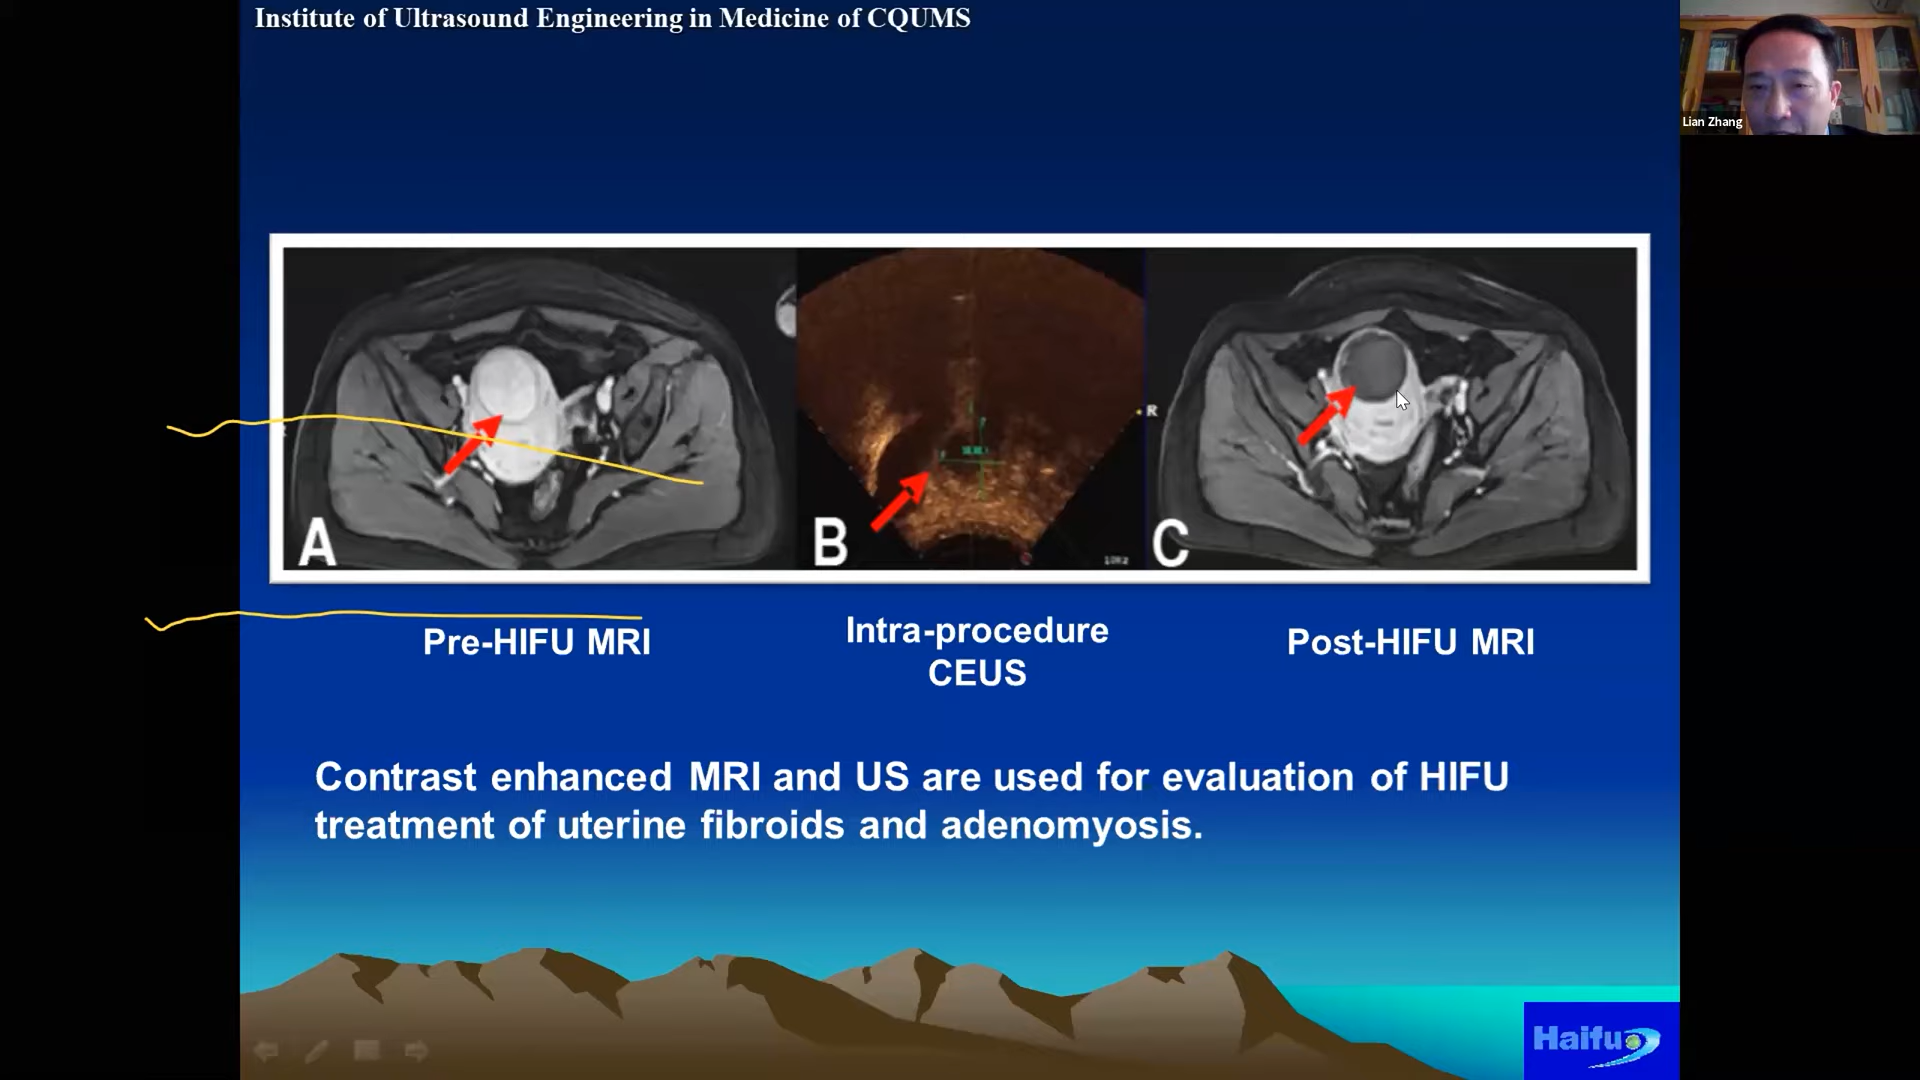 Institute of Ultrasound Engineering in Medicine of CQUMS
Lian Zhang
R
A
B
C
10Hz
Pre-HIFU MRI
Intra-procedure
CEUS
Post-HIFU MRI
Contrast enhanced MRI and US are used for evaluation of HIFU
treatment of uterine fibroids and adenomyosis.
Haifu